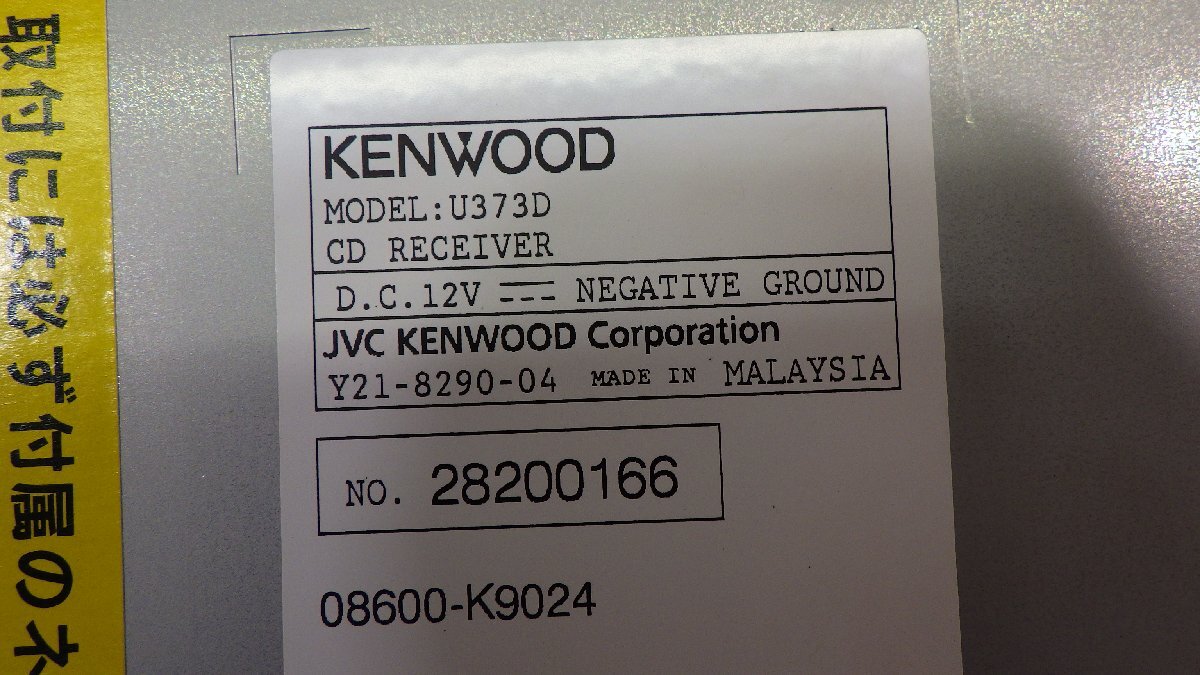 取付には必ず付属のネ
KENWOOD
MODEL:U373D
CD RECEIVER
D.C.12V NEGATIVE GROUND
JVC KENWOOD Corporation
Y21-8290-04 MADE IN MALAYSIA
NO. 28200166
08600-K9024